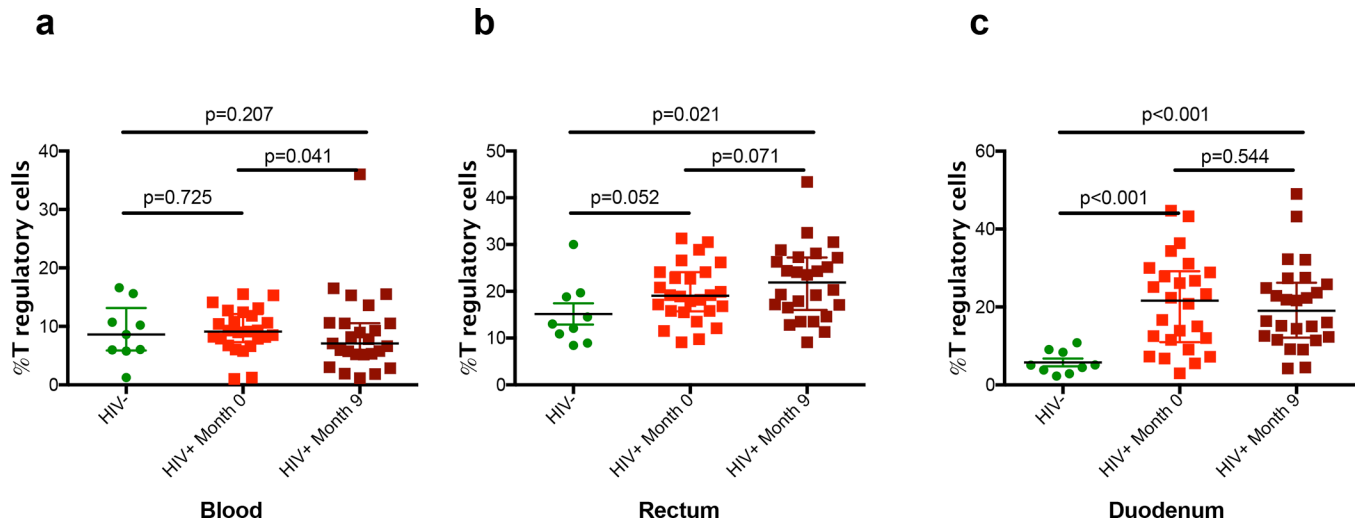 a
p=0.207
p=0.041
p=0.725
%T regulatory cells
40
30
20
10
0
HIV-
HIV+ Month 0
HIV+ Month 9
Blood
b
p=0.021
p=0.071
p=0.052
%T regulatory cells
50
40
30
20
10
0
HIV-
HIV+ Month 0
HIV+ Month 9
Rectum
c
p<0.001
p=0.544
p<0.001
%T regulatory cells
60
40
20
0
HIV-
HIV+ Month 0
HIV+ Month 9
Duodenum